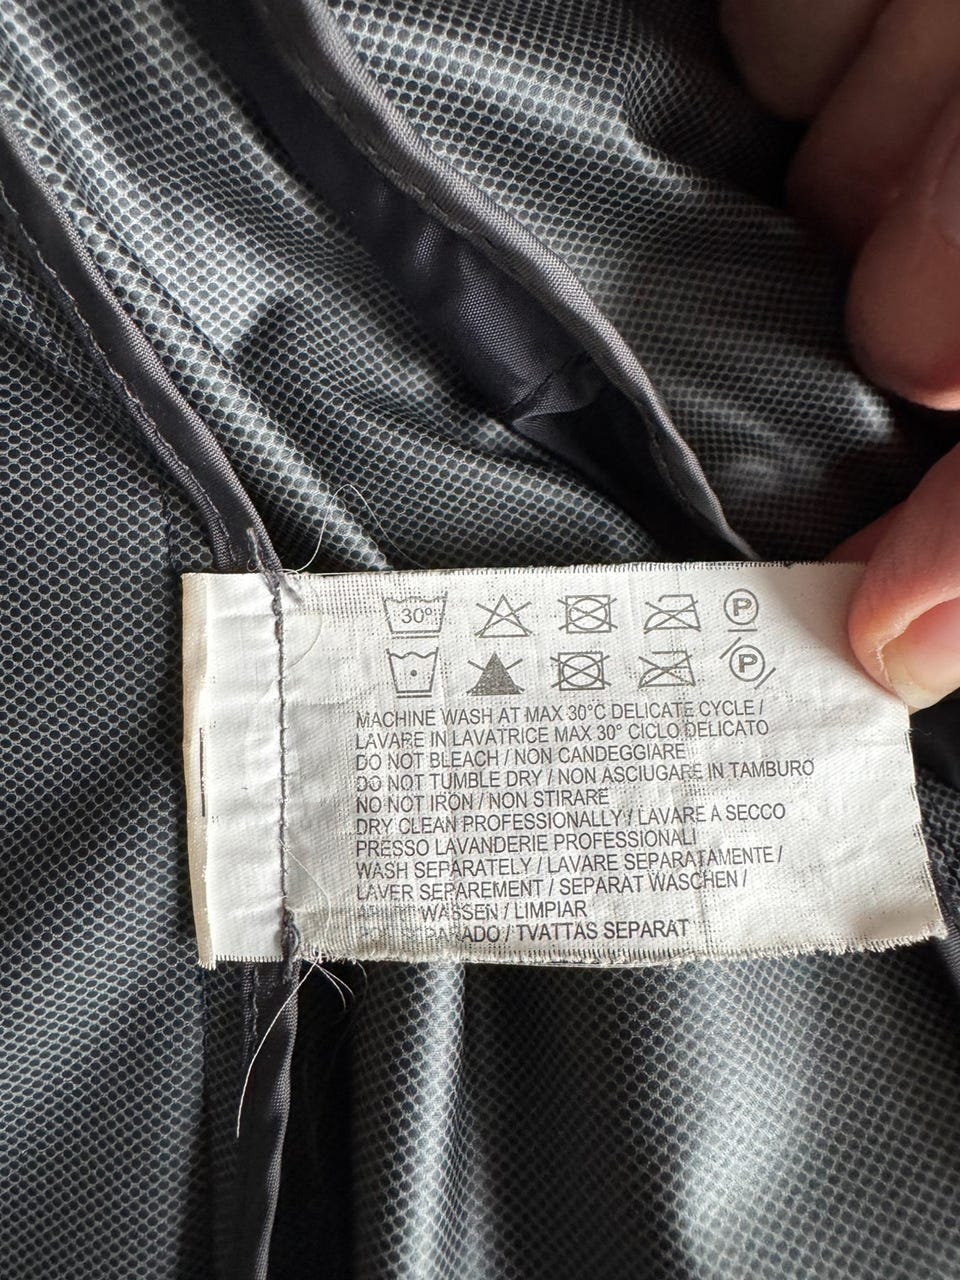 30°
P
P
MACHINE WASH AT MAX 30°C DELICATE CYCLE /
LAVARE IN LAVATRICE MAX 30° CICLO DELICATO
DO NOT BLEACH / NON CANDEGGIARE
DO NOT TUMBLE DRY / NON ASCIUGARE IN TAMBURO
NO NOT IRON / NON STIRARE
DRY CLEAN PROFESSIONALLY / LAVARE A SECCO
PRESSO LAVANDERIE PROFESSIONALI
WASH SEPARATELY / LAVARE SEPARATAMENTE /
LAVER SEPAREMENT / SEPARAT WASCHEN /
WASSEN / LIMPIAR
/ TVATTAS SEPARAT